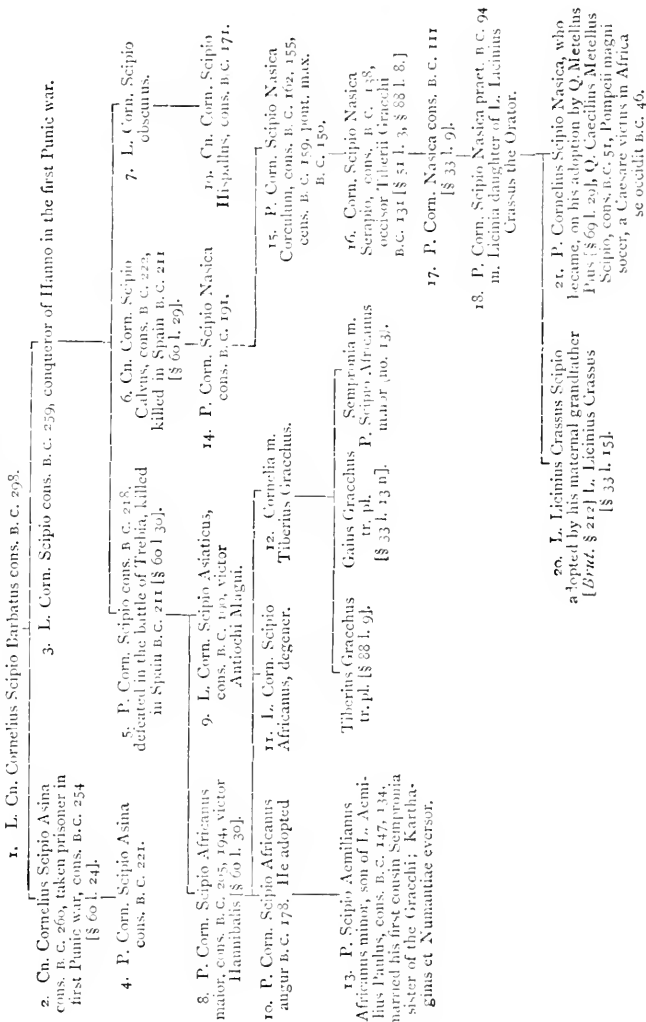 1. L. Cn. Cornelius Scipio Barbatus cons. B. C. 298.
2. Cn. Cornelius Scipio Asina
cons. B. C. 260, taken prisoner in
first Punic war, cons. B.C. 254
[§ 60 l. 24].
3. L. Corn. Scipio cons. B. C. 259, conqueror of Hanno in the first Punic war.
4. P. Corn. Scipio Asina
cons. B. C. 221.
5. P. Corn. Scipio cons. B. C. 218.
defeated in the battle of Trebia, killed
in Spain B.C. 211 [§ 60 l 30].
6. Cn. Corn. Scipio
Calvus, cons. B. C. 222,
killed in Spain B. C. 211
[§ 60 l. 29].
7. L. Corn. Scipio
obscurus.
8. P. Corn. Scipio Africanus
maior, cons. B. C. 205, 194, victor
Hannibalis [§ 60 l. 30].
9. L. Corn. Scipio Asiaticus,
cons. B. C. 190, victor
Antiochi Magni.
14. P. Corn. Scipio Nasica
cons. B. C. 191.
19. Cn. Corn. Scipio
Hispallus, cons. B. C. 171.
10. P. Corn. Scipio Africanus
augur B. C. 178. He adopted
11. L. Corn. Scipio
Africanus, degener.
12. Cornelia m.
Tiberius Gracchus.
15. P. Corn. Scipio Nasica
Corculum, cons. B. C. 162, 155,
cens. B. C. 159, pont. max.
B. C. 150.
13. P. Scipio Aemilianus
Africanus minor, son of L. Aemi-
lius Paulus, cons. B. C. 147, 134,
married his first cousin Sempronia
sister of the Gracchi; Kartha-
ginis et Numantiae eversor.
Tiberius Gracchus
tr. pl. [§ 88 l. 9].
Gaius Gracchus
tr. pl.
[§ 33 l. 13 n].
Sempronia m.
P. Scipio Africanus
minor (no. 13).
16. Corn. Scipio Nasica
Serapio, cons. B. C. 138,
occisor Tiberii Gracchi
B.C. 131 [§ 51 l. 3, § 88 l. 8.]
17. P. Corn. Nasica cons. B. C. 111
[§ 33 l. 9].
18. P. Corn. Scipio Nasica praet. B. C. 94
m. Licinia daughter of L. Licinius
Crassus the Orator.
20. L. Licinius Crassus Scipio
adopted by his maternal grandfather
[Brut. § 212] L. Licinius Crassus
[§ 33 l. 15].
21. P. Cornelius Scipio Nasica, who
became, on his adoption by Q. Metellus
Pius [§ 69 l. 29], Q. Caecilius Metellus
Scipio, cons. B.C. 51, Pompeii magni
socer, a Caesare victus in Africa
se occidit B.C. 46.